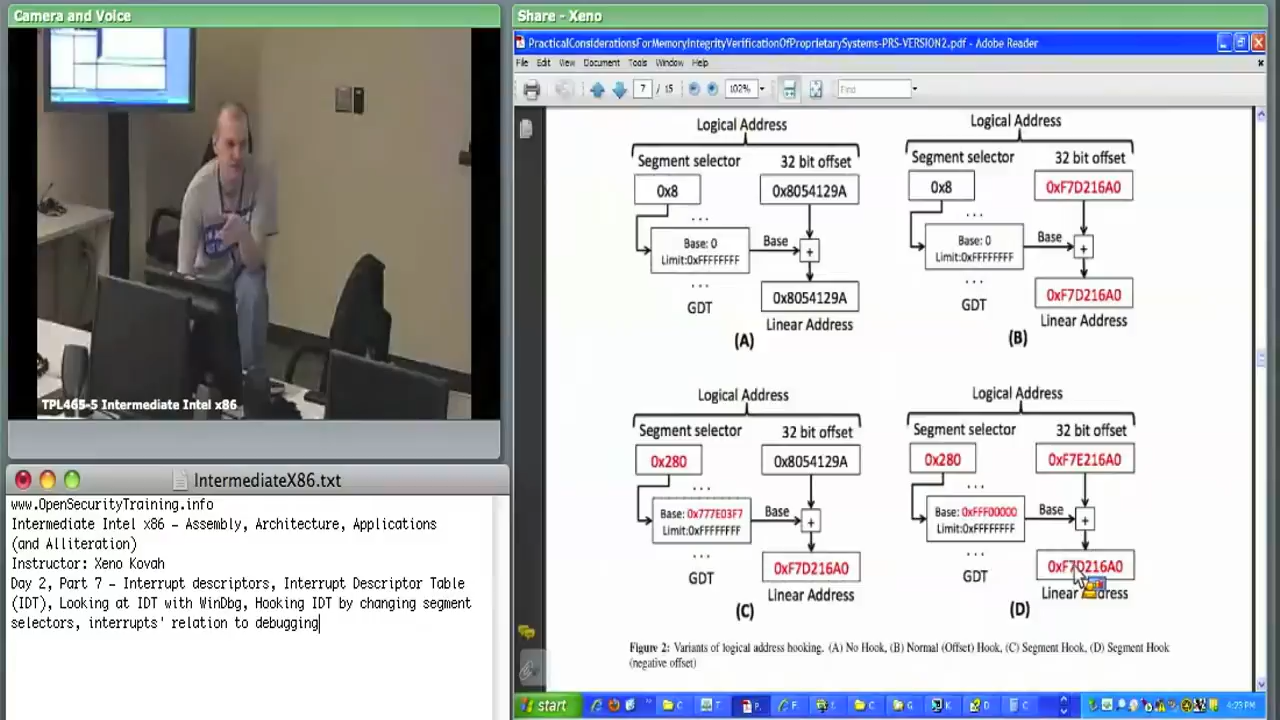 Camera and Voice
TPL465-5 Intermediate Intel x86
IntermediateX86.txt
www.OpenSecurityTraining.info
Intermediate Intel x86 – Assembly, Architecture, Applications
(and Alliteration)
Instructor: Xeno Kovah
Day 2, Part 7 – Interrupt descriptors, Interrupt Descriptor Table
(IDT), Looking at IDT with WinDbg, Hooking IDT by changing segment
selectors, interrupts' relation to debugging
Share - Xeno
PracticalConsiderationsForMemoryIntegrityVerificationOfProprietarySystems-PRS-VERSION2.pdf - Adobe Reader
File Edit View Document Tools Window Help
7 / 15 102% Find
Logical Address
Segment selector 32 bit offset
0x8 0x8054129A
...
Base: 0
Limit:0xFFFFFFFF
Base +
...
GDT
0x8054129A
Linear Address
(A)
Logical Address
Segment selector 32 bit offset
0x8 0xF7D216A0
...
Base: 0
Limit:0xFFFFFFFF
Base +
...
GDT
0xF7D216A0
Linear Address
(B)
Logical Address
Segment selector 32 bit offset
0x280 0x8054129A
...
Base: 0x777E03F7
Limit:0xFFFFFFFF
Base +
...
GDT
0xF7D216A0
Linear Address
(C)
Logical Address
Segment selector 32 bit offset
0x280 0xF7E216A0
...
Base: 0xFFF00000
Limit:0xFFFFFFFF
Base +
...
GDT
0xF7D216A0
Linear
(D)
Figure 2: Variants of logical address hooking. (A) No Hook, (B) Normal (Offset) Hook, (C) Segment Hook, (D) Segment Hook
(negative offset)
start
4:23 PM